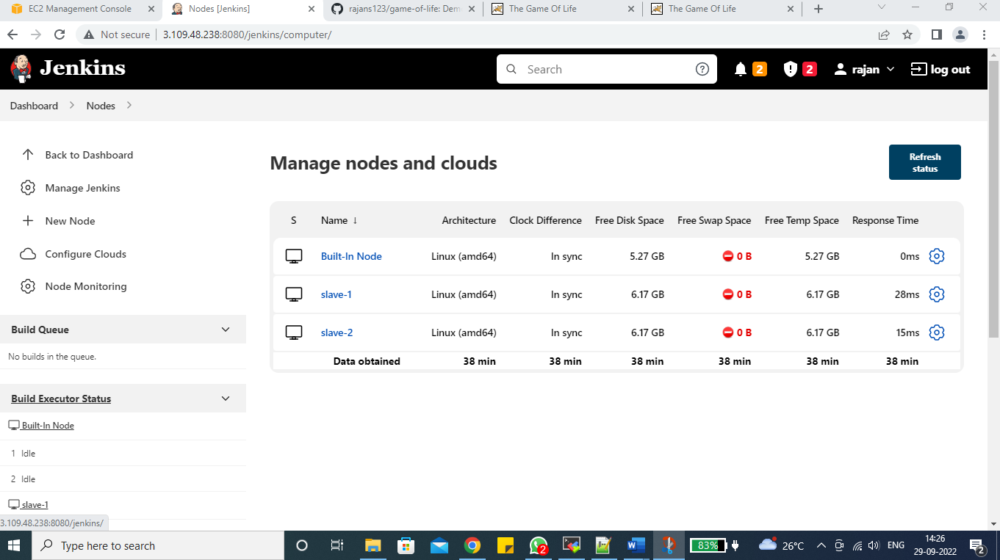 EC2 Management Console
Nodes [Jenkins]
rajans123/game-of-life: Dem
The Game Of Life
The Game Of Life
Not secure
3.109.48.238:8080/jenkins/computer/
Jenkins
Search
2
2
rajan
log out
Dashboard
Nodes
Back to Dashboard
Manage Jenkins
New Node
Configure Clouds
Node Monitoring
Build Queue
No builds in the queue.
Build Executor Status
Built-In Node
1 Idle
2 Idle
slave-1
3.109.48.238:8080/jenkins/
Manage nodes and clouds
Refresh
status
S Name ↓ Architecture Clock Difference Free Disk Space Free Swap Space Free Temp Space Response Time
Built-In Node Linux (amd64) In sync 5.27 GB 0 B 5.27 GB 0ms
slave-1 Linux (amd64) In sync 6.17 GB 0 B 6.17 GB 28ms
slave-2 Linux (amd64) In sync 6.17 GB 0 B 6.17 GB 15ms
Data obtained 38 min 38 min 38 min 38 min 38 min 38 min
Type here to search
2
83%
26°C
ENG
14:26
29-09-2022
2